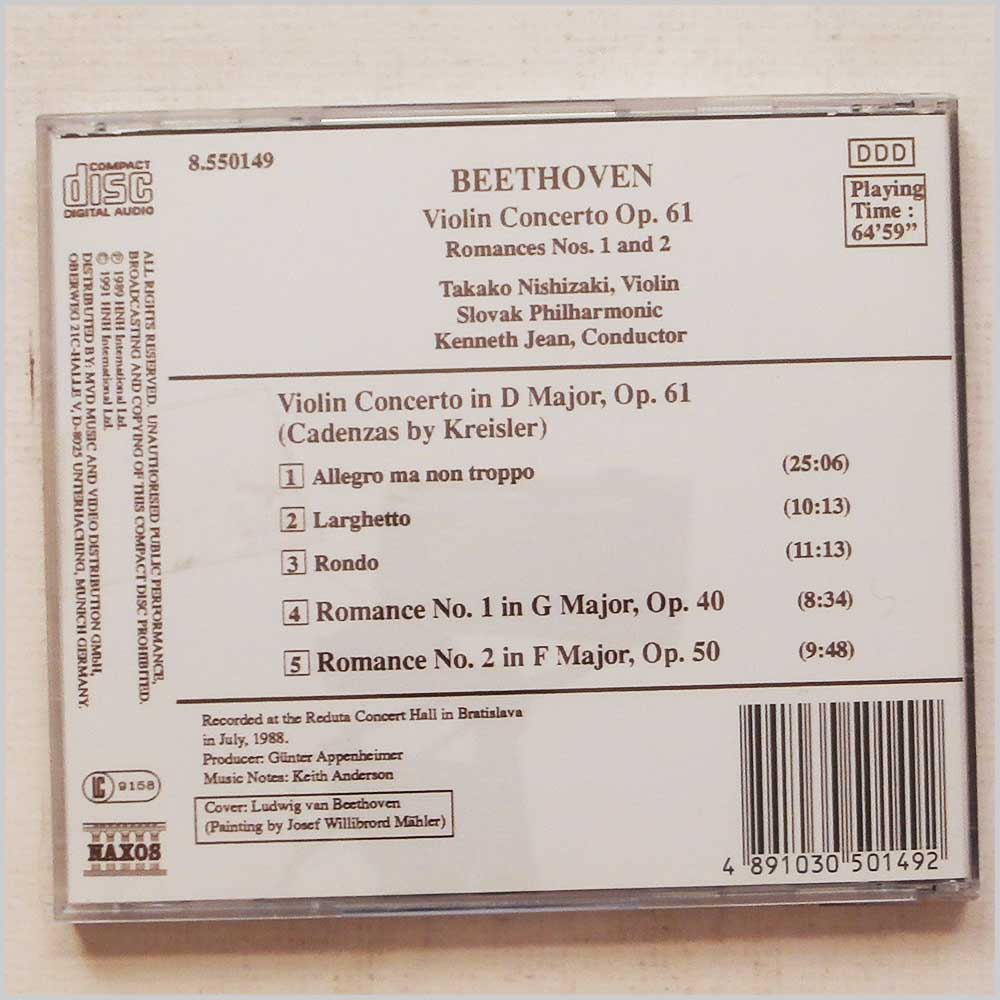 COMPACT
disc
DIGITAL AUDIO
8.550149
BEETHOVEN
Violin Concerto Op. 61
Romances Nos. 1 and 2
Takako Nishizaki, Violin
Slovak Philharmonic
Kenneth Jean, Conductor
DDD
Playing
Time :
64'59"
Violin Concerto in D Major, Op. 61
(Cadenzas by Kreisler)
1 Allegro ma non troppo (25:06)
2 Larghetto (10:13)
3 Rondo (11:13)
4 Romance No. 1 in G Major, Op. 40 (8:34)
5 Romance No. 2 in F Major, Op. 50 (9:48)
Recorded at the Reduta Concert Hall in Bratislava
in July, 1988.
Producer: Günter Appenheimer
Music Notes: Keith Anderson
Cover: Ludwig van Beethoven
(Painting by Josef Willibrord Mähler)
ALL RIGHTS RESERVED. UNAUTHORISED PUBLIC PERFORMANCE,
BROADCASTING AND COPYING OF THIS COMPACT DISC PROHIBITED.
℗ 1989 HNH International Ltd.
© 1991 HNH International Ltd.
DISTRIBUTED BY: MVD MUSIC AND VIDEO DISTRIBUTION GMBH,
OBERWEG 21C-HALLE V, D-8025 UNTERHACHING, MUNICH GERMANY.
LC 9158
NAXOS
4 891030 501492